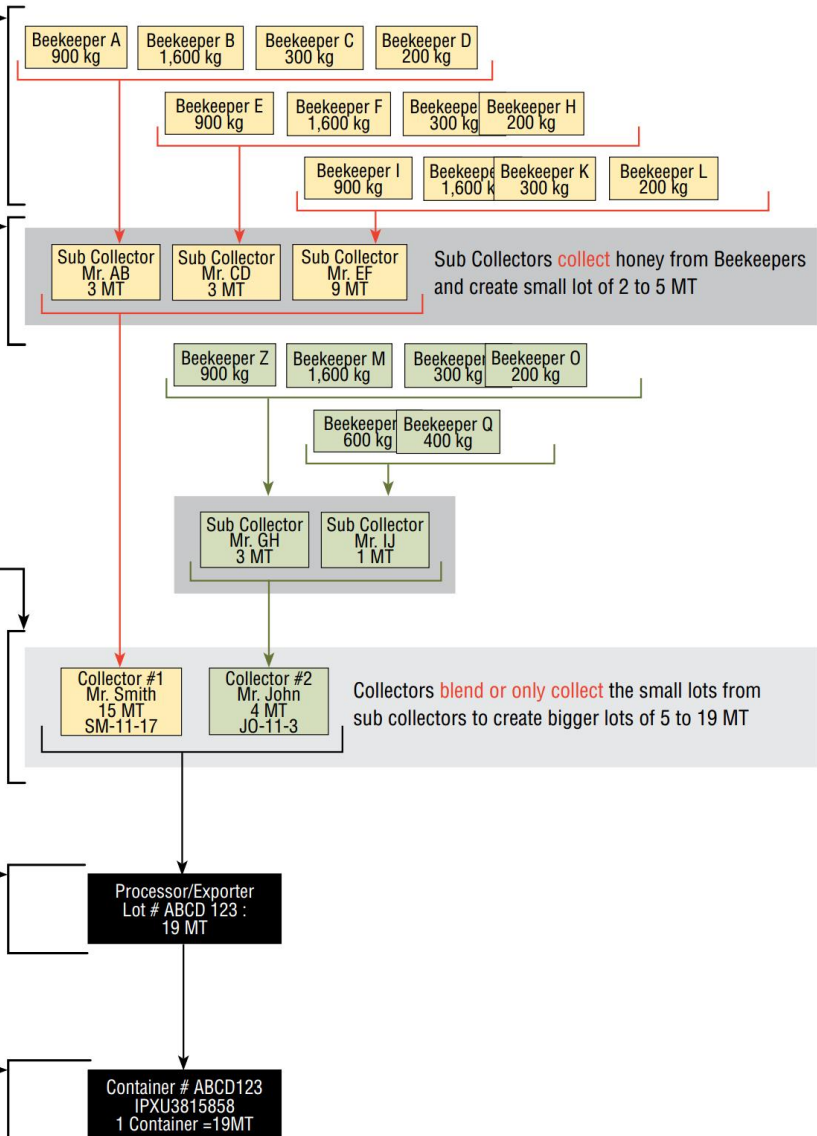 Beekeeper A
900 kg
Beekeeper B
1,600 kg
Beekeeper C
300 kg
Beekeeper D
200 kg
Beekeeper E
900 kg
Beekeeper F
1,600 kg
Beekeeper
300 kg
Beekeeper H
200 kg
Beekeeper I
900 kg
Beekeepe
1,600 k
Beekeeper K
300 kg
Beekeeper L
200 kg
Sub Collector
Mr. AB
3 MT
Sub Collector
Mr. CD
3 MT
Sub Collector
Mr. EF
9 MT
Sub Collectors collect honey from Beekeepers
and create small lot of 2 to 5 MT
Beekeeper Z
900 kg
Beekeeper M
1,600 kg
Beekeeper
300 kg
Beekeeper O
200 kg
Beekeeper
600 kg
Beekeeper Q
400 kg
Sub Collector
Mr. GH
3 MT
Sub Collector
Mr. IJ
1 MT
Collector #1
Mr. Smith
15 MT
SM-11-17
Collector #2
Mr. John
4 MT
JO-11-3
Collectors blend or only collect the small lots from
sub collectors to create bigger lots of 5 to 19 MT
Processor/Exporter
Lot # ABCD 123 :
19 MT
Container # ABCD123
IPXU3815858
1 Container =19MT